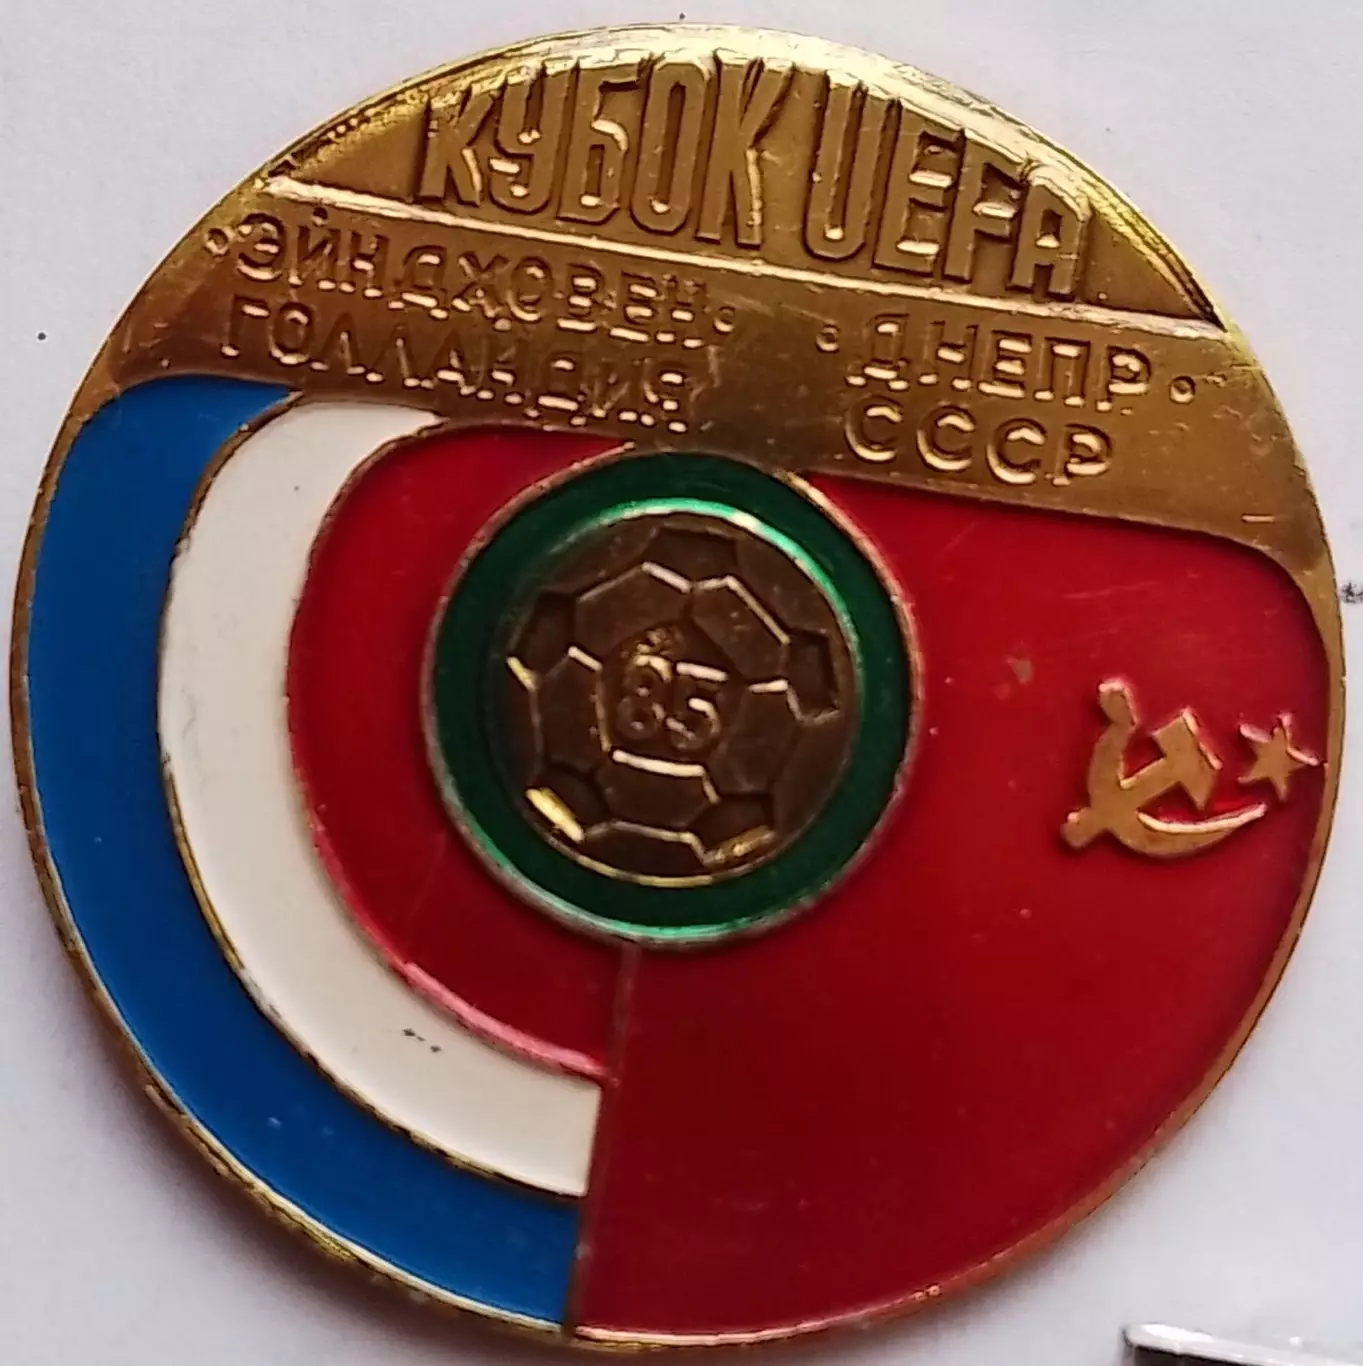 КУБОК UEFA
·ЭЙНДХОВЕН·
ГОЛЛАНДИЯ
·ДНЕПР·
СССР
85